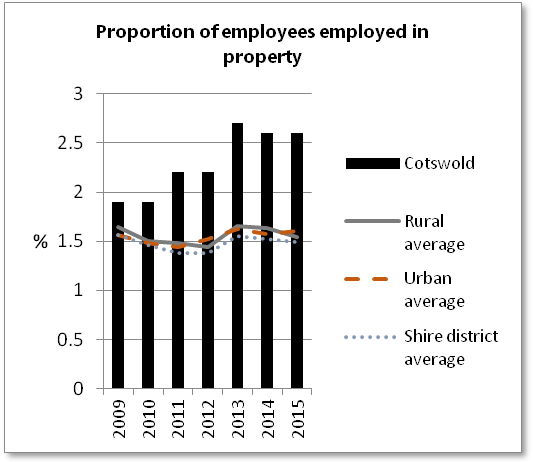 Proportion of employees employed in
property
3
2.5
2
1.5
1
0.5
0
%
2009
2010
2011
2012
2013
2014
2015
Cotswold
Rural
average
Urban
average
Shire district
average